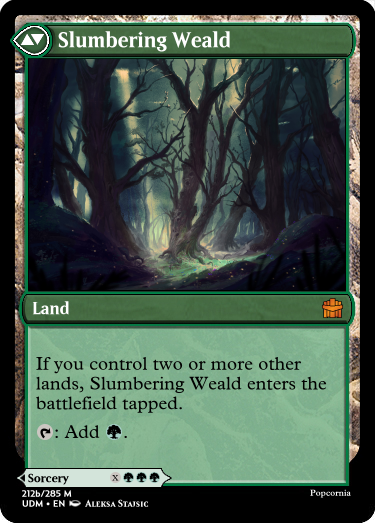 Slumbering Weald
Land
If you control two or more other
lands, Slumbering Weald enters the
battlefield tapped.
: Add .
Sorcery X
212b/285 M
Popcornia
UDM • EN Aleksa Stajsic